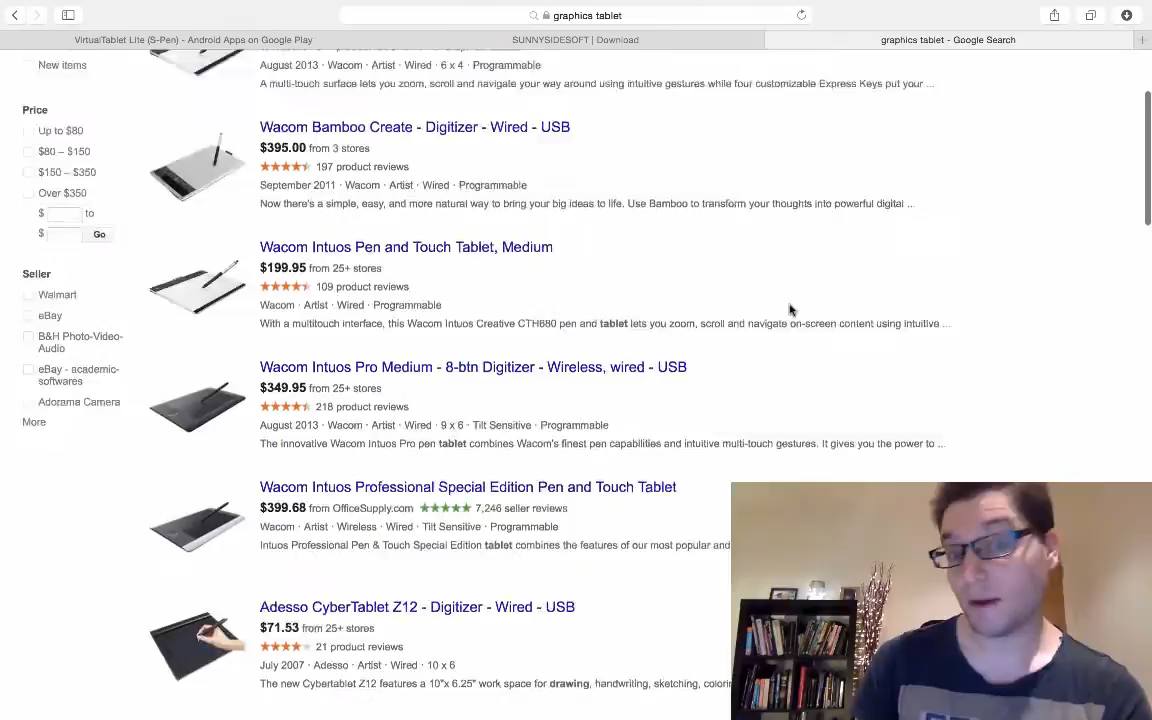 graphics tablet
VirtualTablet Lite (S-Pen) - Android Apps on Google Play
SUNNYSIDESOFT | Download
graphics tablet - Google Search
New items
Price
Up to $80
$80 – $150
$150 – $350
Over $350
$ to
$ Go
Seller
Walmart
eBay
B&H Photo-Video-
Audio
eBay - academic-
softwares
Adorama Camera
More
August 2013 · Wacom · Artist · Wired · 6 x 4 · Programmable
A multi-touch surface lets you zoom, scroll and navigate your way around using intuitive gestures while four customizable Express Keys put your ...
Wacom Bamboo Create - Digitizer - Wired - USB
$395.00 from 3 stores
197 product reviews
September 2011 · Wacom · Artist · Wired · Programmable
Now there's a simple, easy, and more natural way to bring your big ideas to life. Use Bamboo to transform your thoughts into powerful digital ...
Wacom Intuos Pen and Touch Tablet, Medium
$199.95 from 25+ stores
109 product reviews
Wacom · Artist · Wired · Programmable
With a multitouch interface, this Wacom Intuos Creative CTH680 pen and tablet lets you zoom, scroll and navigate on-screen content using intuitive ...
Wacom Intuos Pro Medium - 8-btn Digitizer - Wireless, wired - USB
$349.95 from 25+ stores
218 product reviews
August 2013 · Wacom · Artist · Wired · 9 x 6 · Tilt Sensitive · Programmable
The innovative Wacom Intuos Pro pen tablet combines Wacom's finest pen capabilities and intuitive multi-touch gestures. It gives you the power to ...
Wacom Intuos Professional Special Edition Pen and Touch Tablet
$399.68 from OfficeSupply.com 7,246 seller reviews
Wacom · Artist · Wireless · Wired · Tilt Sensitive · Programmable
Intuos Professional Pen & Touch Special Edition tablet combines the features of our most popular and
Adesso CyberTablet Z12 - Digitizer - Wired - USB
$71.53 from 25+ stores
21 product reviews
July 2007 · Adesso · Artist · Wired · 10 x 6
The new Cybertablet Z12 features a 10"x 6.25" work space for drawing, handwriting, sketching,